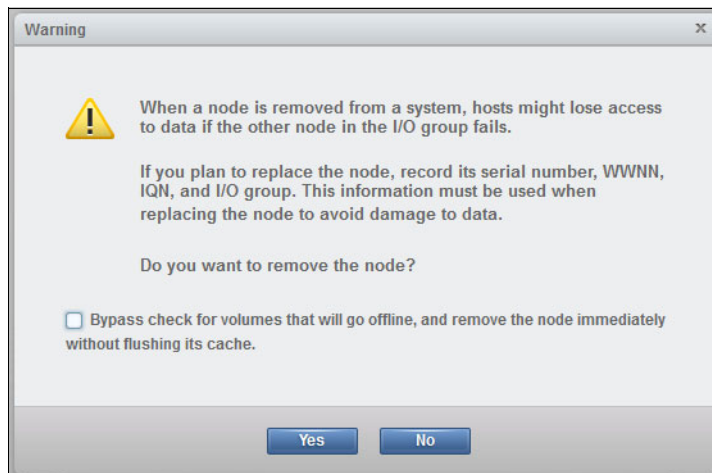 Warning x
When a node is removed from a system, hosts might lose access
to data if the other node in the I/O group fails.
If you plan to replace the node, record its serial number, WWNN,
IQN, and I/O group. This information must be used when
replacing the node to avoid damage to data.
Do you want to remove the node?
Bypass check for volumes that will go offline, and remove the node immediately
without flushing its cache.
Yes No